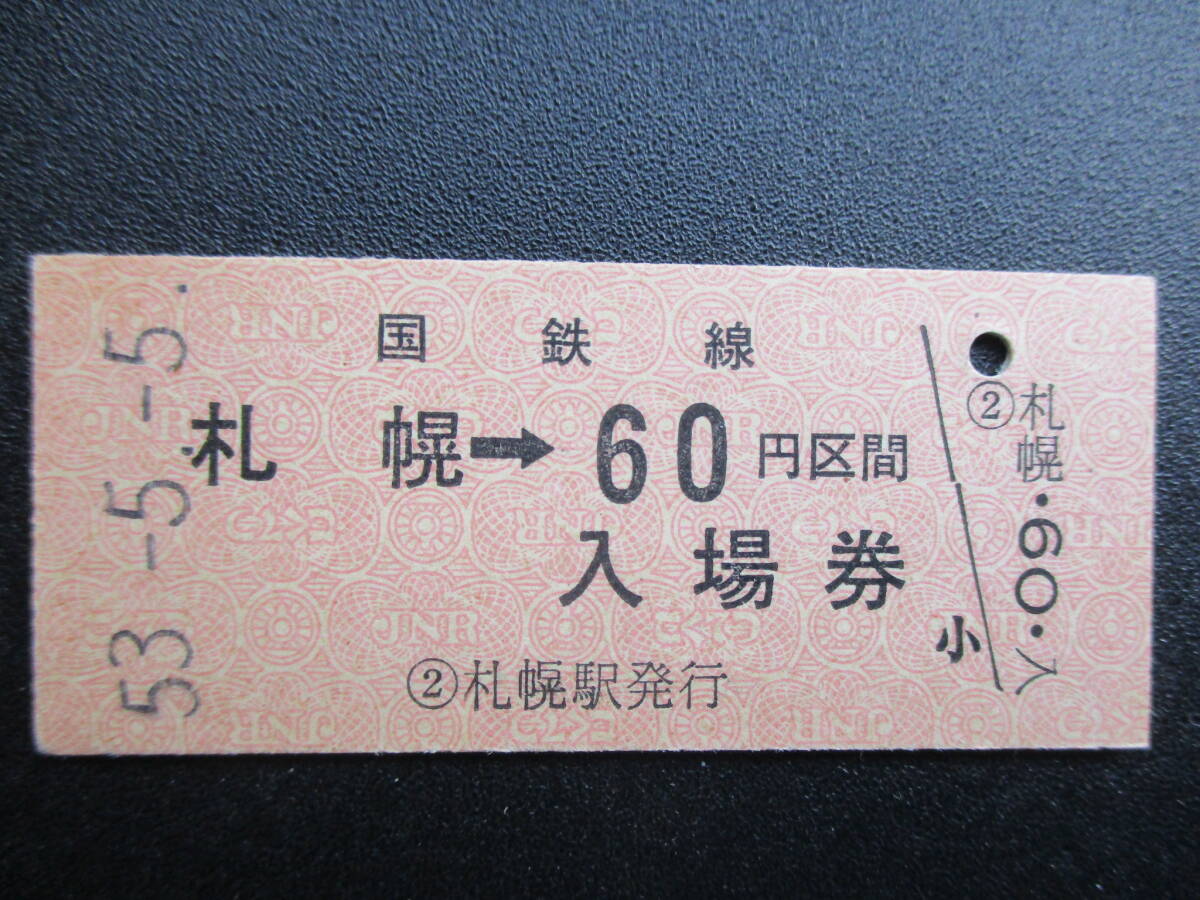 国鉄線
札幌→60円区間
入場券
②札幌駅発行
53-5-5.
小
②札幌・60・入